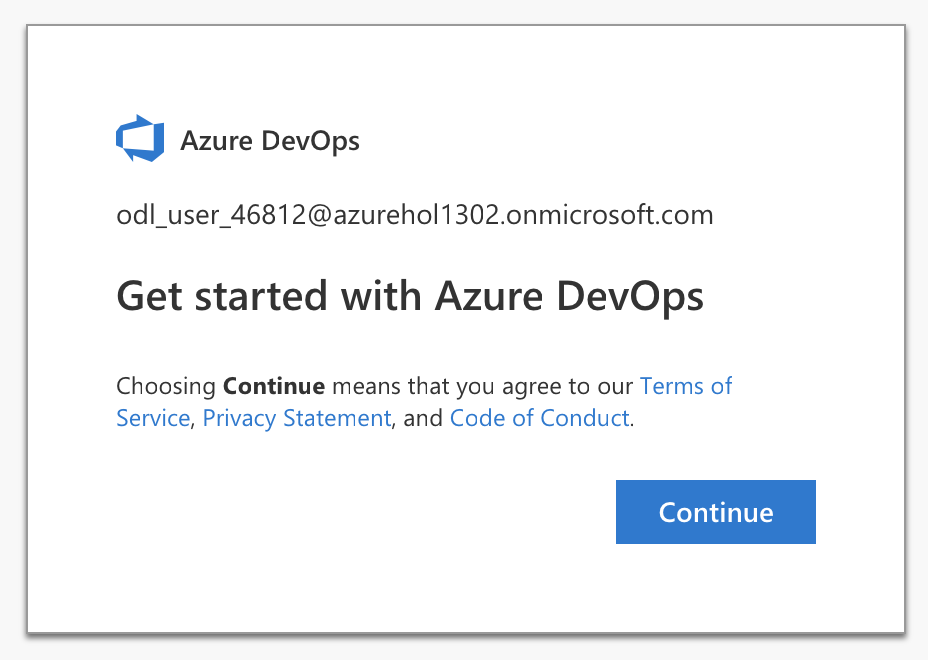 Azure DevOps
odl_user_46812@azurehol1302.onmicrosoft.com
Get started with Azure DevOps
Choosing Continue means that you agree to our Terms of
Service, Privacy Statement, and Code of Conduct.
Continue